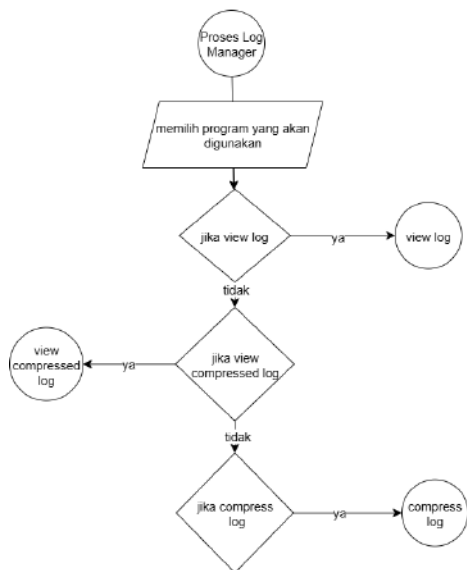 Proses Log
Manager
memilih program yang akan
digunakan
jika view log
ya
view log
tidak
view
compressed
log
ya
jika view
compressed log
tidak
jika compress
log
ya
compress
log